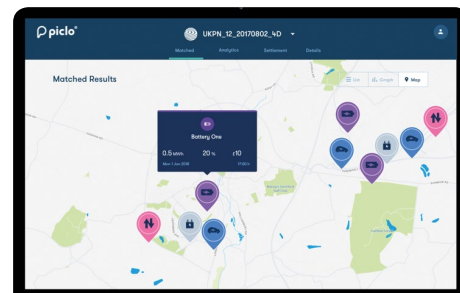 piclo
UKPN_12_20170802_4D
Matched Analytics Settlement Details
Matched Results
List Graph Map
Battery One
0.5 MWh 20 % £10